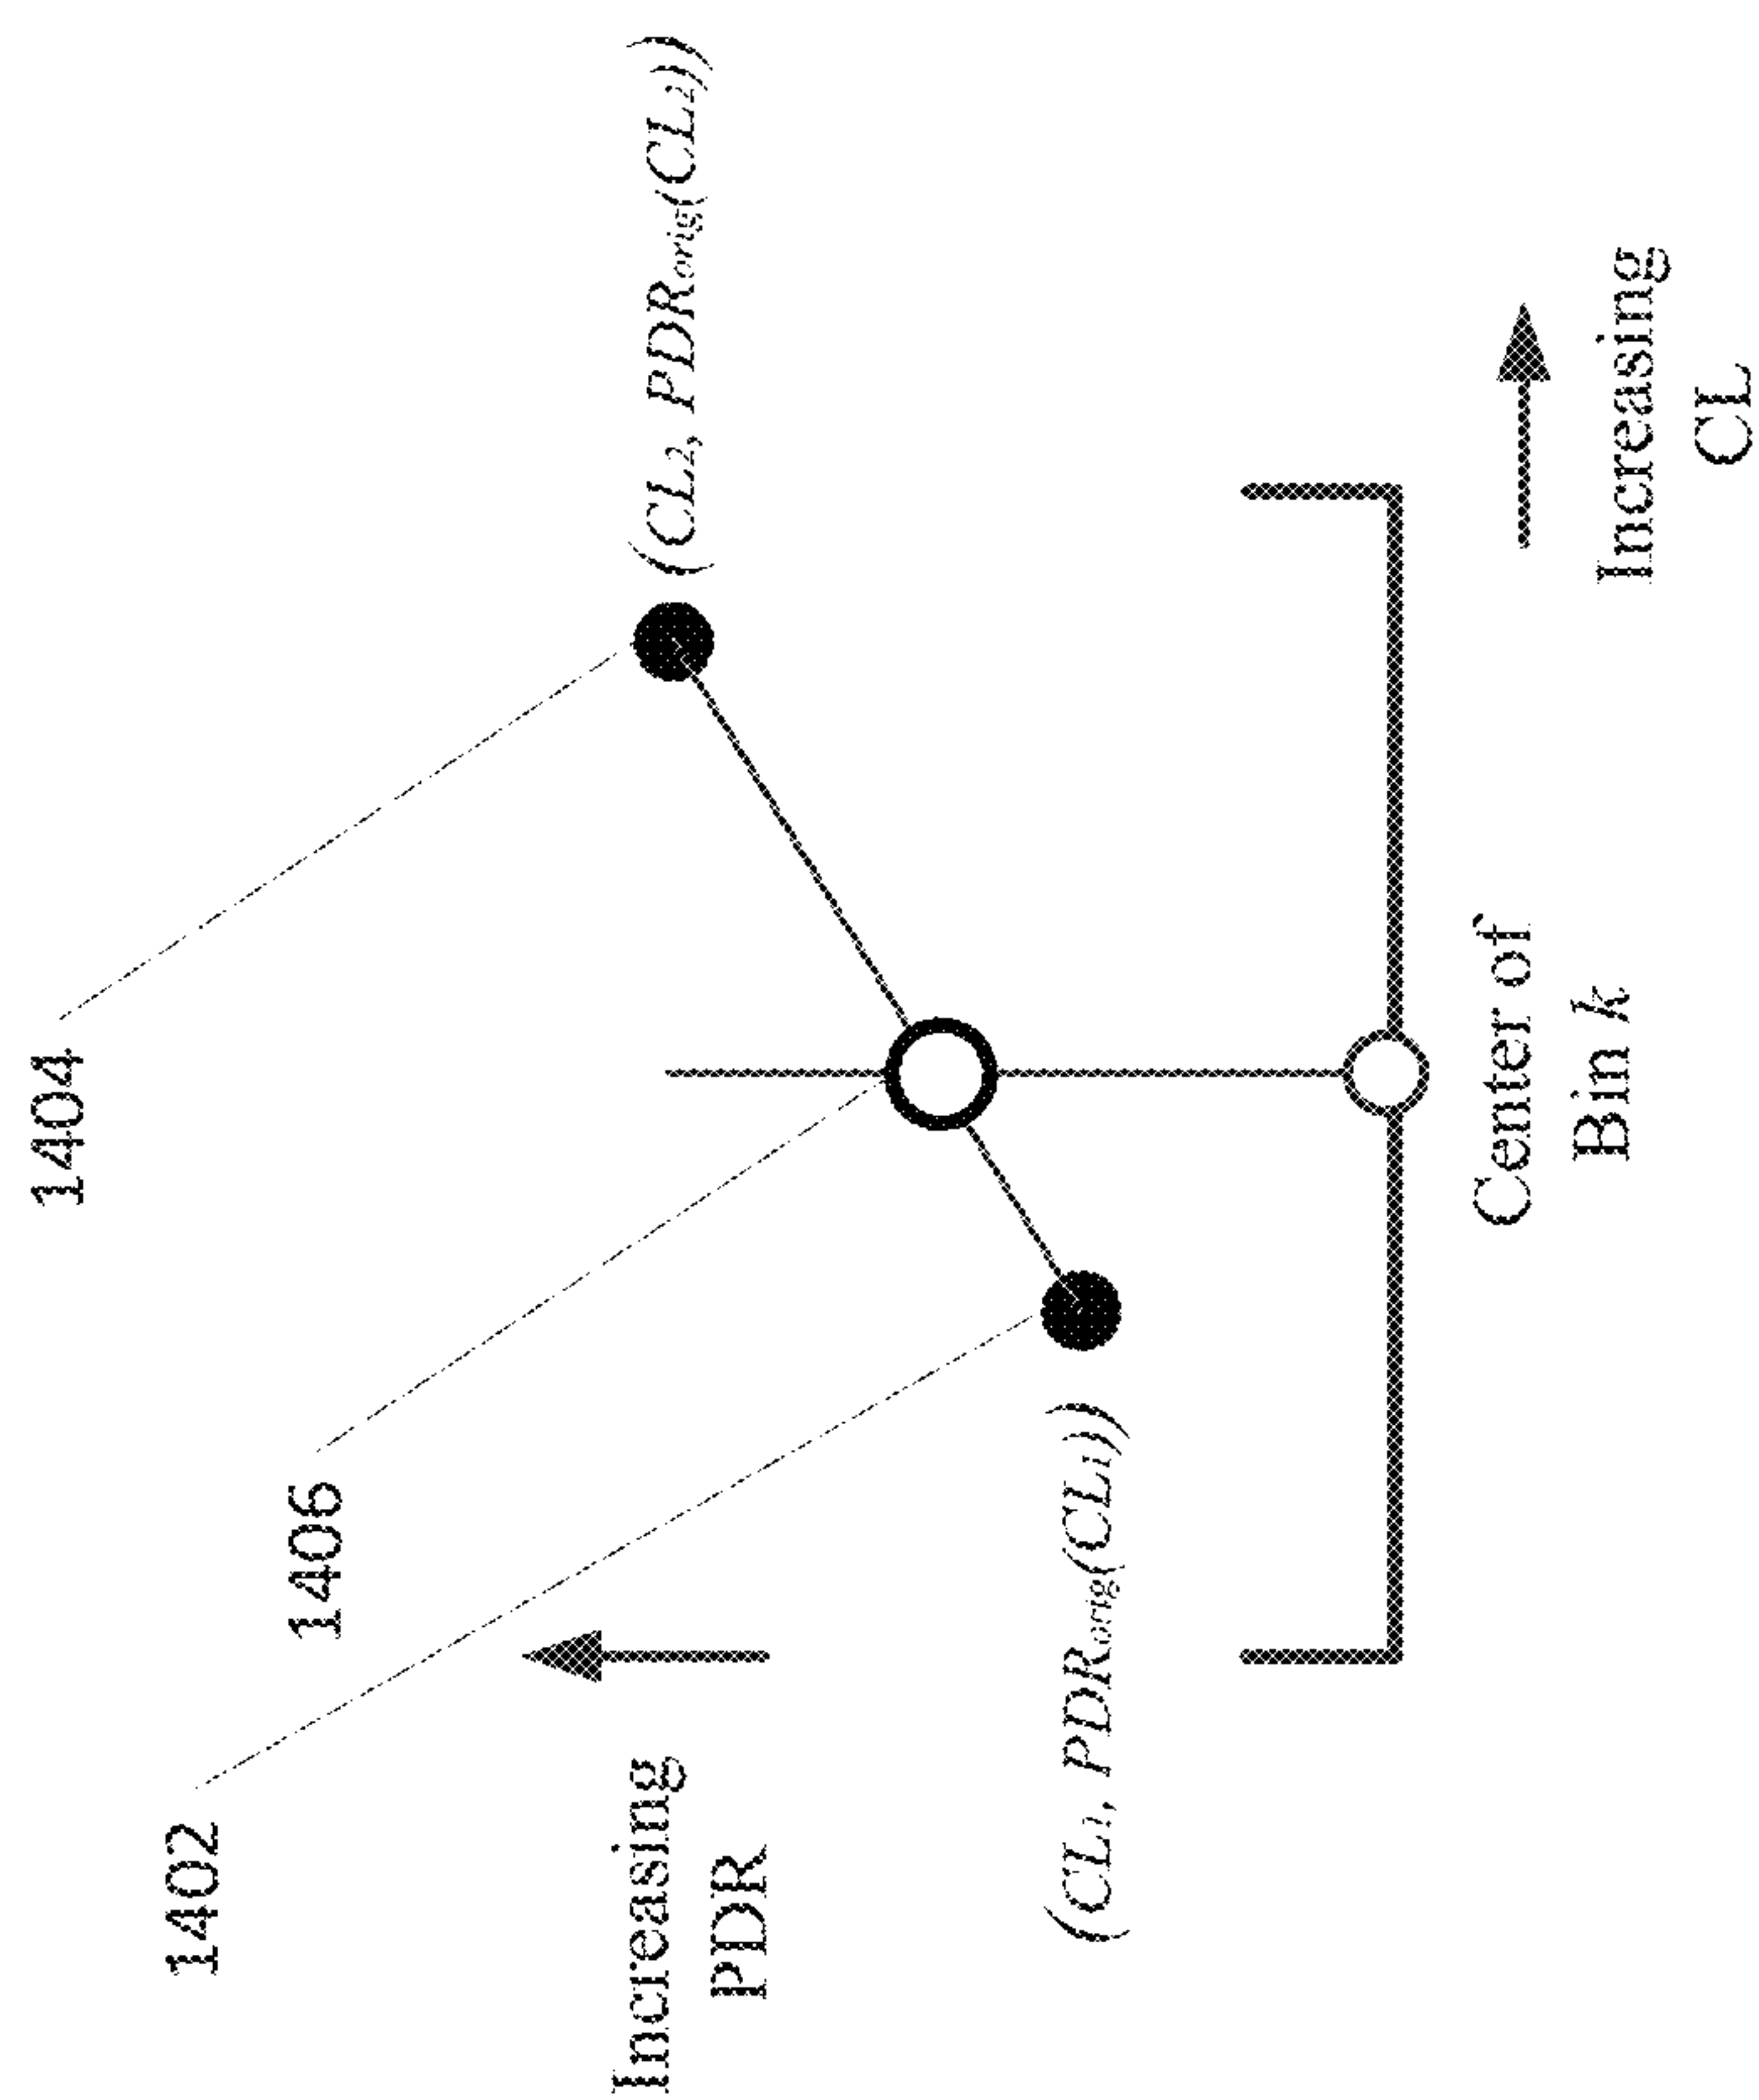 1404
1406
1402
(CL2, PDRorig(CL2))
Increasing
PDR
(CL1, PDRorig(CL1))
Center of
Bin k
Increasing
CL